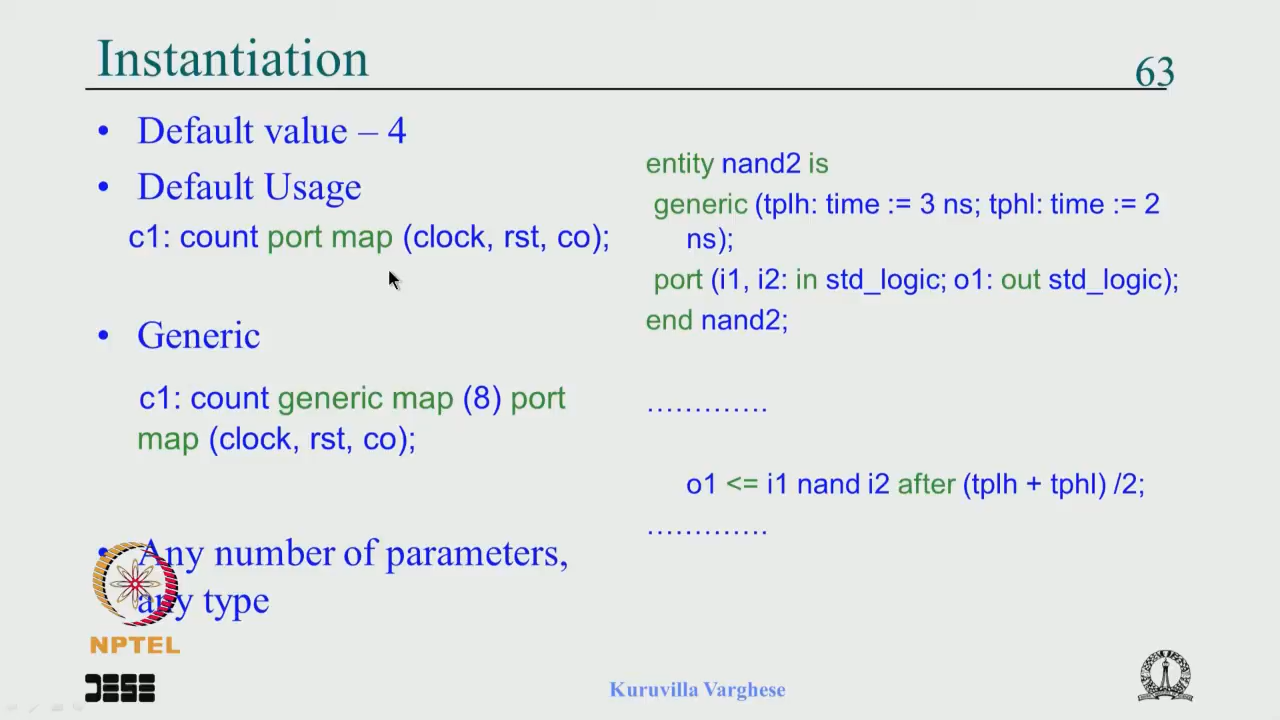 Instantiation
63
• Default value – 4
• Default Usage
c1: count port map (clock, rst, co);
• Generic
c1: count generic map (8) port
map (clock, rst, co);
• Any number of parameters,
any type
entity nand2 is
generic (tplh: time := 3 ns; tphl: time := 2
ns);
port (i1, i2: in std_logic; o1: out std_logic);
end nand2;
………….
o1 <= i1 nand i2 after (tplh + tphl) /2;
………….
NPTEL
Kuruvilla Varghese